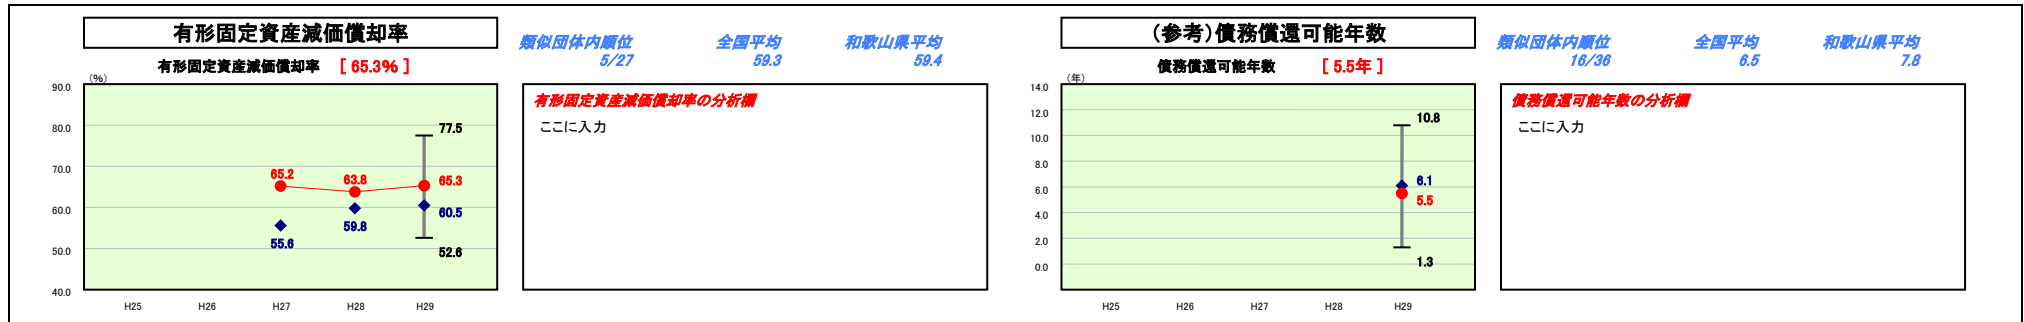 有形固定資産減価償却率
有形固定資産減価償却率 [ 65.3% ]
類似団体内順位 全国平均 和歌山県平均
5/27 59.3 59.4
(%)
90.0
80.0
70.0
60.0
50.0
40.0
77.5
65.2 63.8 65.3
55.6 59.8 60.5
52.6
H25 H26 H27 H28 H29
有形固定資産減価償却率の分析欄
ここに入力
(参考)債務償還可能年数
債務償還可能年数 [ 5.5年 ]
類似団体内順位 全国平均 和歌山県平均
16/36 6.5 7.8
(年)
14.0
12.0
10.0
8.0
6.0
4.0
2.0
0.0
10.8
6.1
5.5
1.3
H25 H26 H27 H28 H29
債務償還可能年数の分析欄
ここに入力